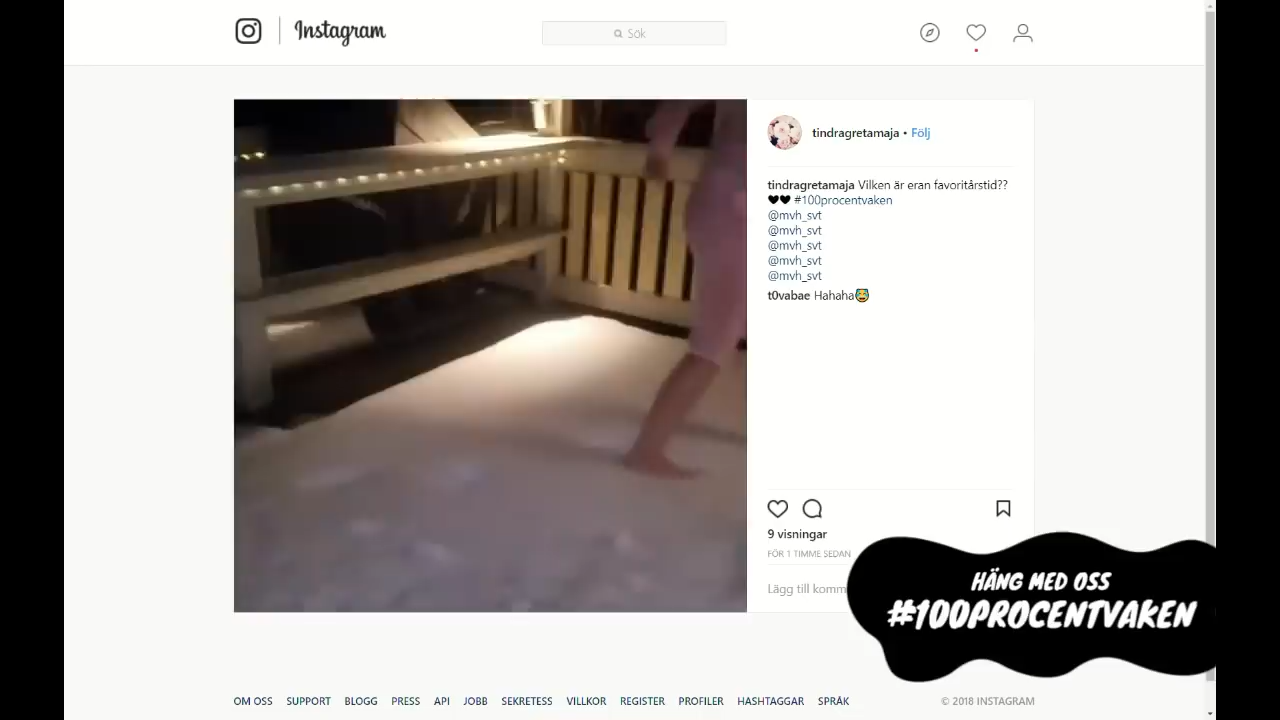 Instagram
Sök
tindragretamaja • Följ
tindragretamaja Vilken är eran favoritårstid??
🖤🖤 #100procentvaken
@mvh_svt
@mvh_svt
@mvh_svt
@mvh_svt
@mvh_svt
t0vabae Hahaha😂
9 visningar
FÖR 1 TIMME SEDAN
Lägg till komm
HÄNG MED OSS
#100PROCENTVAKEN
OM OSS SUPPORT BLOGG PRESS API JOBB SEKRETESS VILLKOR REGISTER PROFILER HASHTAGGAR SPRÅK © 2018 INSTAGRAM